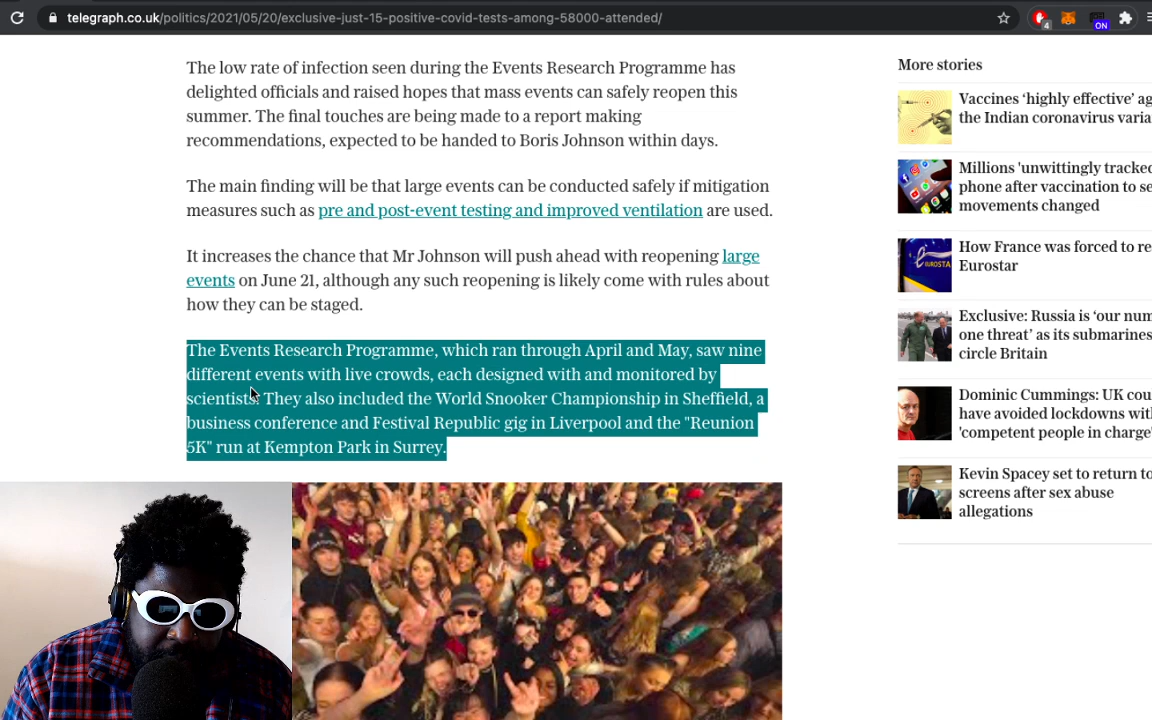 telegraph.co.uk/politics/2021/05/20/exclusive-just-15-positive-covid-tests-among-58000-attended/
4
ON
The low rate of infection seen during the Events Research Programme has
delighted officials and raised hopes that mass events can safely reopen this
summer. The final touches are being made to a report making
recommendations, expected to be handed to Boris Johnson within days.
The main finding will be that large events can be conducted safely if mitigation
measures such as pre and post-event testing and improved ventilation are used.
It increases the chance that Mr Johnson will push ahead with reopening large
events on June 21, although any such reopening is likely come with rules about
how they can be staged.
The Events Research Programme, which ran through April and May, saw nine
different events with live crowds, each designed with and monitored by
scientists. They also included the World Snooker Championship in Sheffield, a
business conference and Festival Republic gig in Liverpool and the "Reunion
5K" run at Kempton Park in Surrey.
More stories
Vaccines ‘highly effective’ ag
the Indian coronavirus varia
Millions 'unwittingly tracked
phone after vaccination to se
movements changed
How France was forced to re
Eurostar
Exclusive: Russia is ‘our num
one threat’ as its submarines
circle Britain
Dominic Cummings: UK cou
have avoided lockdowns wit
'competent people in charge'
Kevin Spacey set to return to
screens after sex abuse
allegations